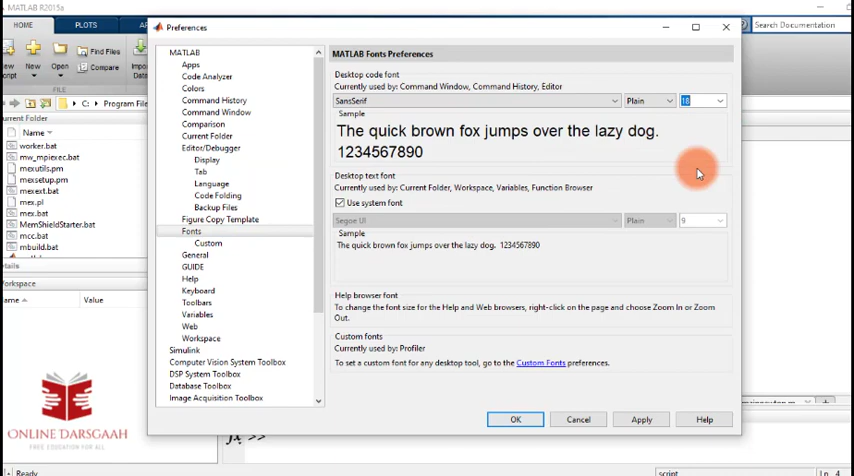 MATLAB R2015a
HOME
PLOTS
Search Documentation
New
Open
Find Files
Compare
FILE
C:
Program
Current Folder
Name
worker.bat
mw_mpiexec.bat
mexutils.pm
mexsetup.pm
mexext.bat
mex.pl
mex.bat
MemShieldStarter.bat
mcc.bat
mbuild.bat
Value
ONLINE DARSGAAH
FREE EDUCATION FOR ALL
Ready
Preferences
MATLAB
Apps
Code Analyzer
Colors
Command History
Command Window
Comparison
Current Folder
Editor/Debugger
Display
Tab
Language
Code Folding
Backup Files
Figure Copy Template
Fonts
Custom
General
GUIDE
Help
Keyboard
Toolbars
Variables
Web
Workspace
Simulink
Computer Vision System Toolbox
DSP System Toolbox
Database Toolbox
Image Acquisition Toolbox
MATLAB Fonts Preferences
Desktop code font
Currently used by: Command Window, Command History, Editor
SansSerif Plain 18
Sample
The quick brown fox jumps over the lazy dog.
1234567890
Desktop text font
Currently used by: Current Folder, Workspace, Variables, Function Browser
Use system font
Segoe UI Plain 9
Sample
The quick brown fox jumps over the lazy dog. 1234567890
Help browser font
To change the font size for the Help and Web browsers, right-click on the page and choose Zoom In or Zoom
Out.
Custom fonts
Currently used by: Profiler
To set a custom font for any desktop tool, go to the Custom Fonts preferences.
OK Cancel Apply Help
fx >>
script
Ln 4